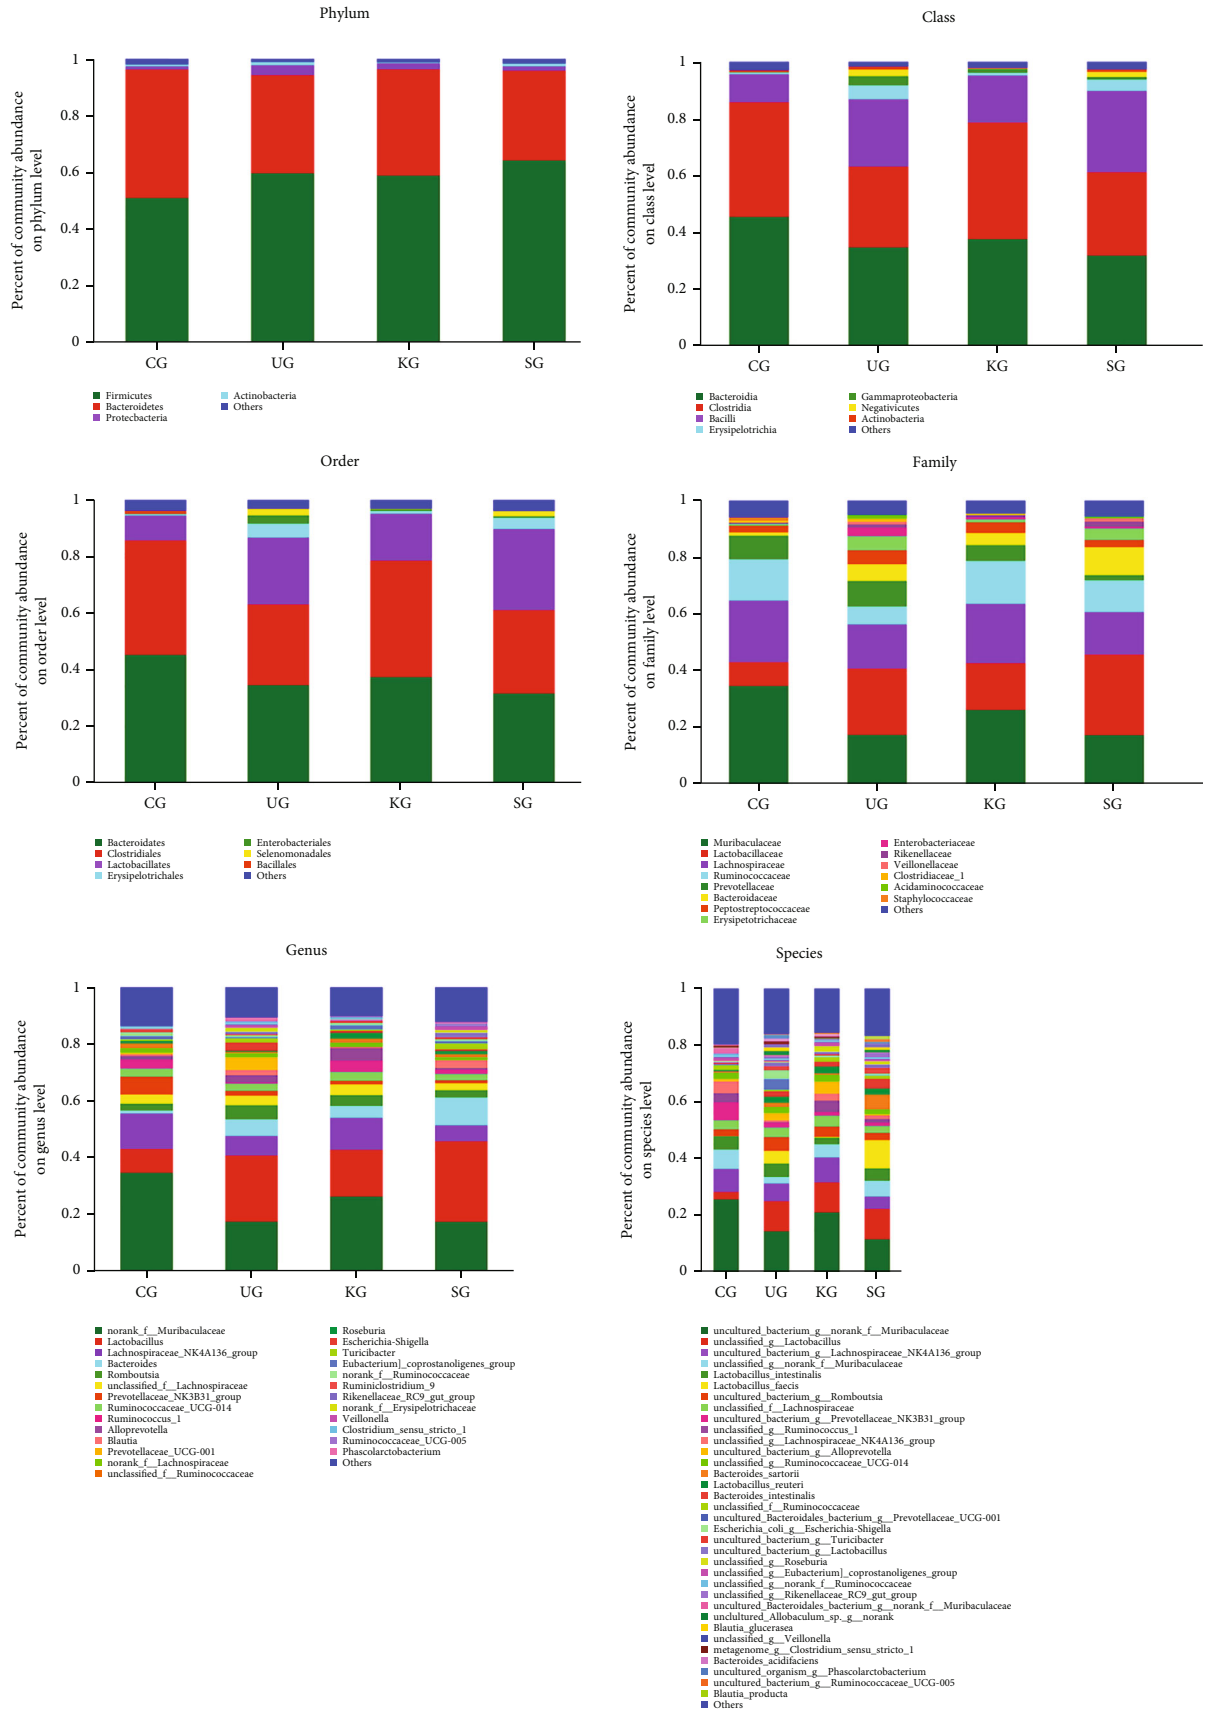 Phylum
Percent of community abundance
on phylum level
1
0.8
0.6
0.4
0.2
0
CG
UG
KG
SG
Firmicutes
Bacteroidetes
Protecbacteria
Actinobacteria
Others
Class
Percent of community abundance
on class level
1
0.8
0.6
0.4
0.2
0
CG
UG
KG
SG
Bacteroidia
Clostridia
Bacilli
Erysipelotrichia
Gammaproteobacteria
Negativicutes
Actinobacteria
Others
Order
Percent of community abundance
on order level
1
0.8
0.6
0.4
0.2
0
CG
UG
KG
SG
Bacteroidates
Clostridiales
Lactobacillates
Erysipelotrichales
Enterobacteriales
Selenomonadales
Bacillales
Others
Family
Percent of community abundance
on family level
1
0.8
0.6
0.4
0.2
0
CG
UG
KG
SG
Muribaculaceae
Lactobacillaceae
Lachnospiraceae
Ruminococcaceae
Prevotellaceae
Bacteroidaceae
Peptostreptococcaceae
Erysipetotrichaceae
Enterobacteriaceae
Rikenellaceae
Veillonellaceae
Clostridiaceae_1
Acidaminococcaceae
Staphylococcaceae
Others
Genus
Percent of community abundance
on genus level
1
0.8
0.6
0.4
0.2
0
CG
UG
KG
SG
norank_f__Muribaculaceae
Lactobacillus
Lachnospiraceae_NK4A136_group
Bacteroides
Romboutsia
unclassified_f__Lachnospiraceae
Prevotellaceae_NK3B31_group
Ruminococcaceae_UCG-014
Ruminococcus_1
Alloprevotella
Blautia
Prevotellaceae_UCG-001
norank_f__Lachnospiraceae
unclassified_f__Ruminococcaceae
Roseburia
Escherichia-Shigella
Turicibacter
Eubacterium]_coprostanoligenes_group
norank_f__Ruminococcaceae
Ruminiclostridium_9
Rikenellaceae_RC9_gut_group
norank_f__Erysipelotrichaceae
Veillonella
Clostridium_sensu_stricto_1
Ruminococcaceae_UCG-005
Phascolarctobacterium
Others
Species
Percent of community abundance
on species level
1
0.8
0.6
0.4
0.2
0
CG
UG
KG
SG
uncultured_bacterium_g__norank_f__Muribaculaceae
unclassified_g__Lactobacillus
uncultured_bacterium_g__Lachnospiraceae_NK4A136_group
unclassified_g__norank_f__Muribaculaceae
Lactobacillus_intestinalis
Lactobacillus_faecis
uncultured_bacterium_g__Romboutsia
unclassified_f__Lachnospiraceae
uncultured_bacterium_g__Prevotellaceae_NK3B31_group
unclassified_g__Ruminococcus_1
unclassified_g__Lachnospiraceae_NK4A136_group
uncultured_bacterium_g__Alloprevotella
unclassified_g__Ruminococcaceae_UCG-014
Bacteroides_sartorii
Lactobacillus_reuteri
Bacteroides_intestinalis
unclassified_f__Ruminococcaceae
uncultured_Bacteroidales_bacterium_g__Prevotellaceae_UCG-001
Escherichia_coli_g__Escherichia-Shigella
uncultured_bacterium_g__Turicibacter
uncultured_bacterium_g__Lactobacillus
unclassified_g__Roseburia
unclassified_g__Eubacterium]_coprostanoligenes_group
unclassified_g__norank_f__Ruminococcaceae
unclassified_g__Rikenellaceae_RC9_gut_group
uncultured_Bacteroidales_bacterium_g__norank_f__Muribaculaceae
unclultured_Allobaculum_sp._g__norank
Blautia_glucerasea
unclassified_g__Veillonella
metagenome_g__Clostridium_sensu_stricto_1
Bacteroides_acidifaciens
uncultured_organism_g__Phascolarctobacterium
uncultured_bacterium_g__Ruminococcaceae_UCG-005
Blautia_producta
Others